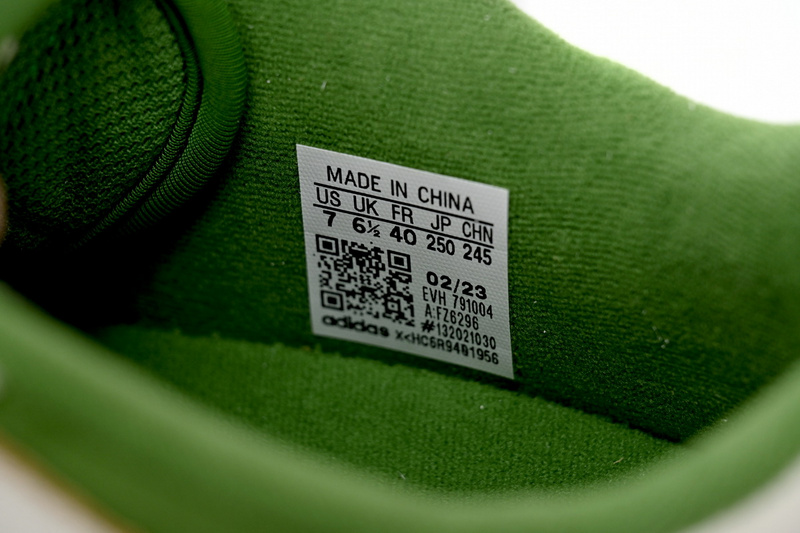 MADE IN CHINA
US UK FR JP CHN
7 6½ 40 250 245
02/23
EVH 791004
A:FZ6296
#132021030
adidas X<HC6R9401956